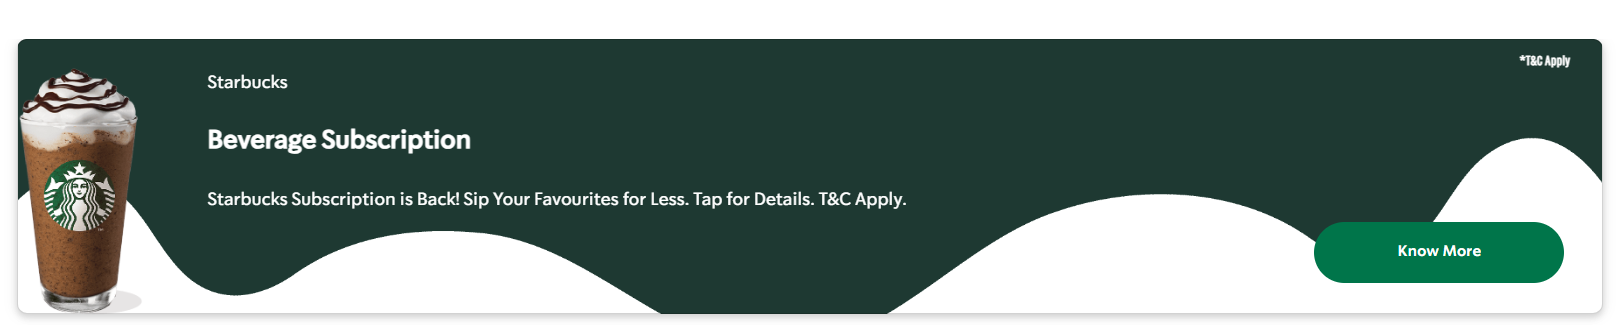 *T&C Apply
Starbucks
Beverage Subscription
Starbucks Subscription is Back! Sip Your Favourites for Less. Tap for Details. T&C Apply.
Know More